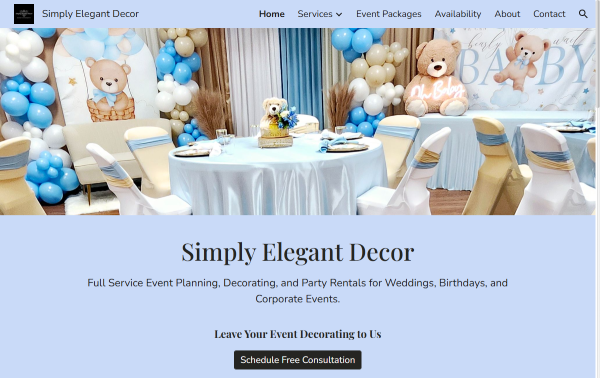 Simply Elegant Decor
Home Services Event Packages Availability About Contact
Oh Baby
BABY
Simply Elegant Decor
Full Service Event Planning, Decorating, and Party Rentals for Weddings, Birthdays, and
Corporate Events.
Leave Your Event Decorating to Us
Schedule Free Consultation